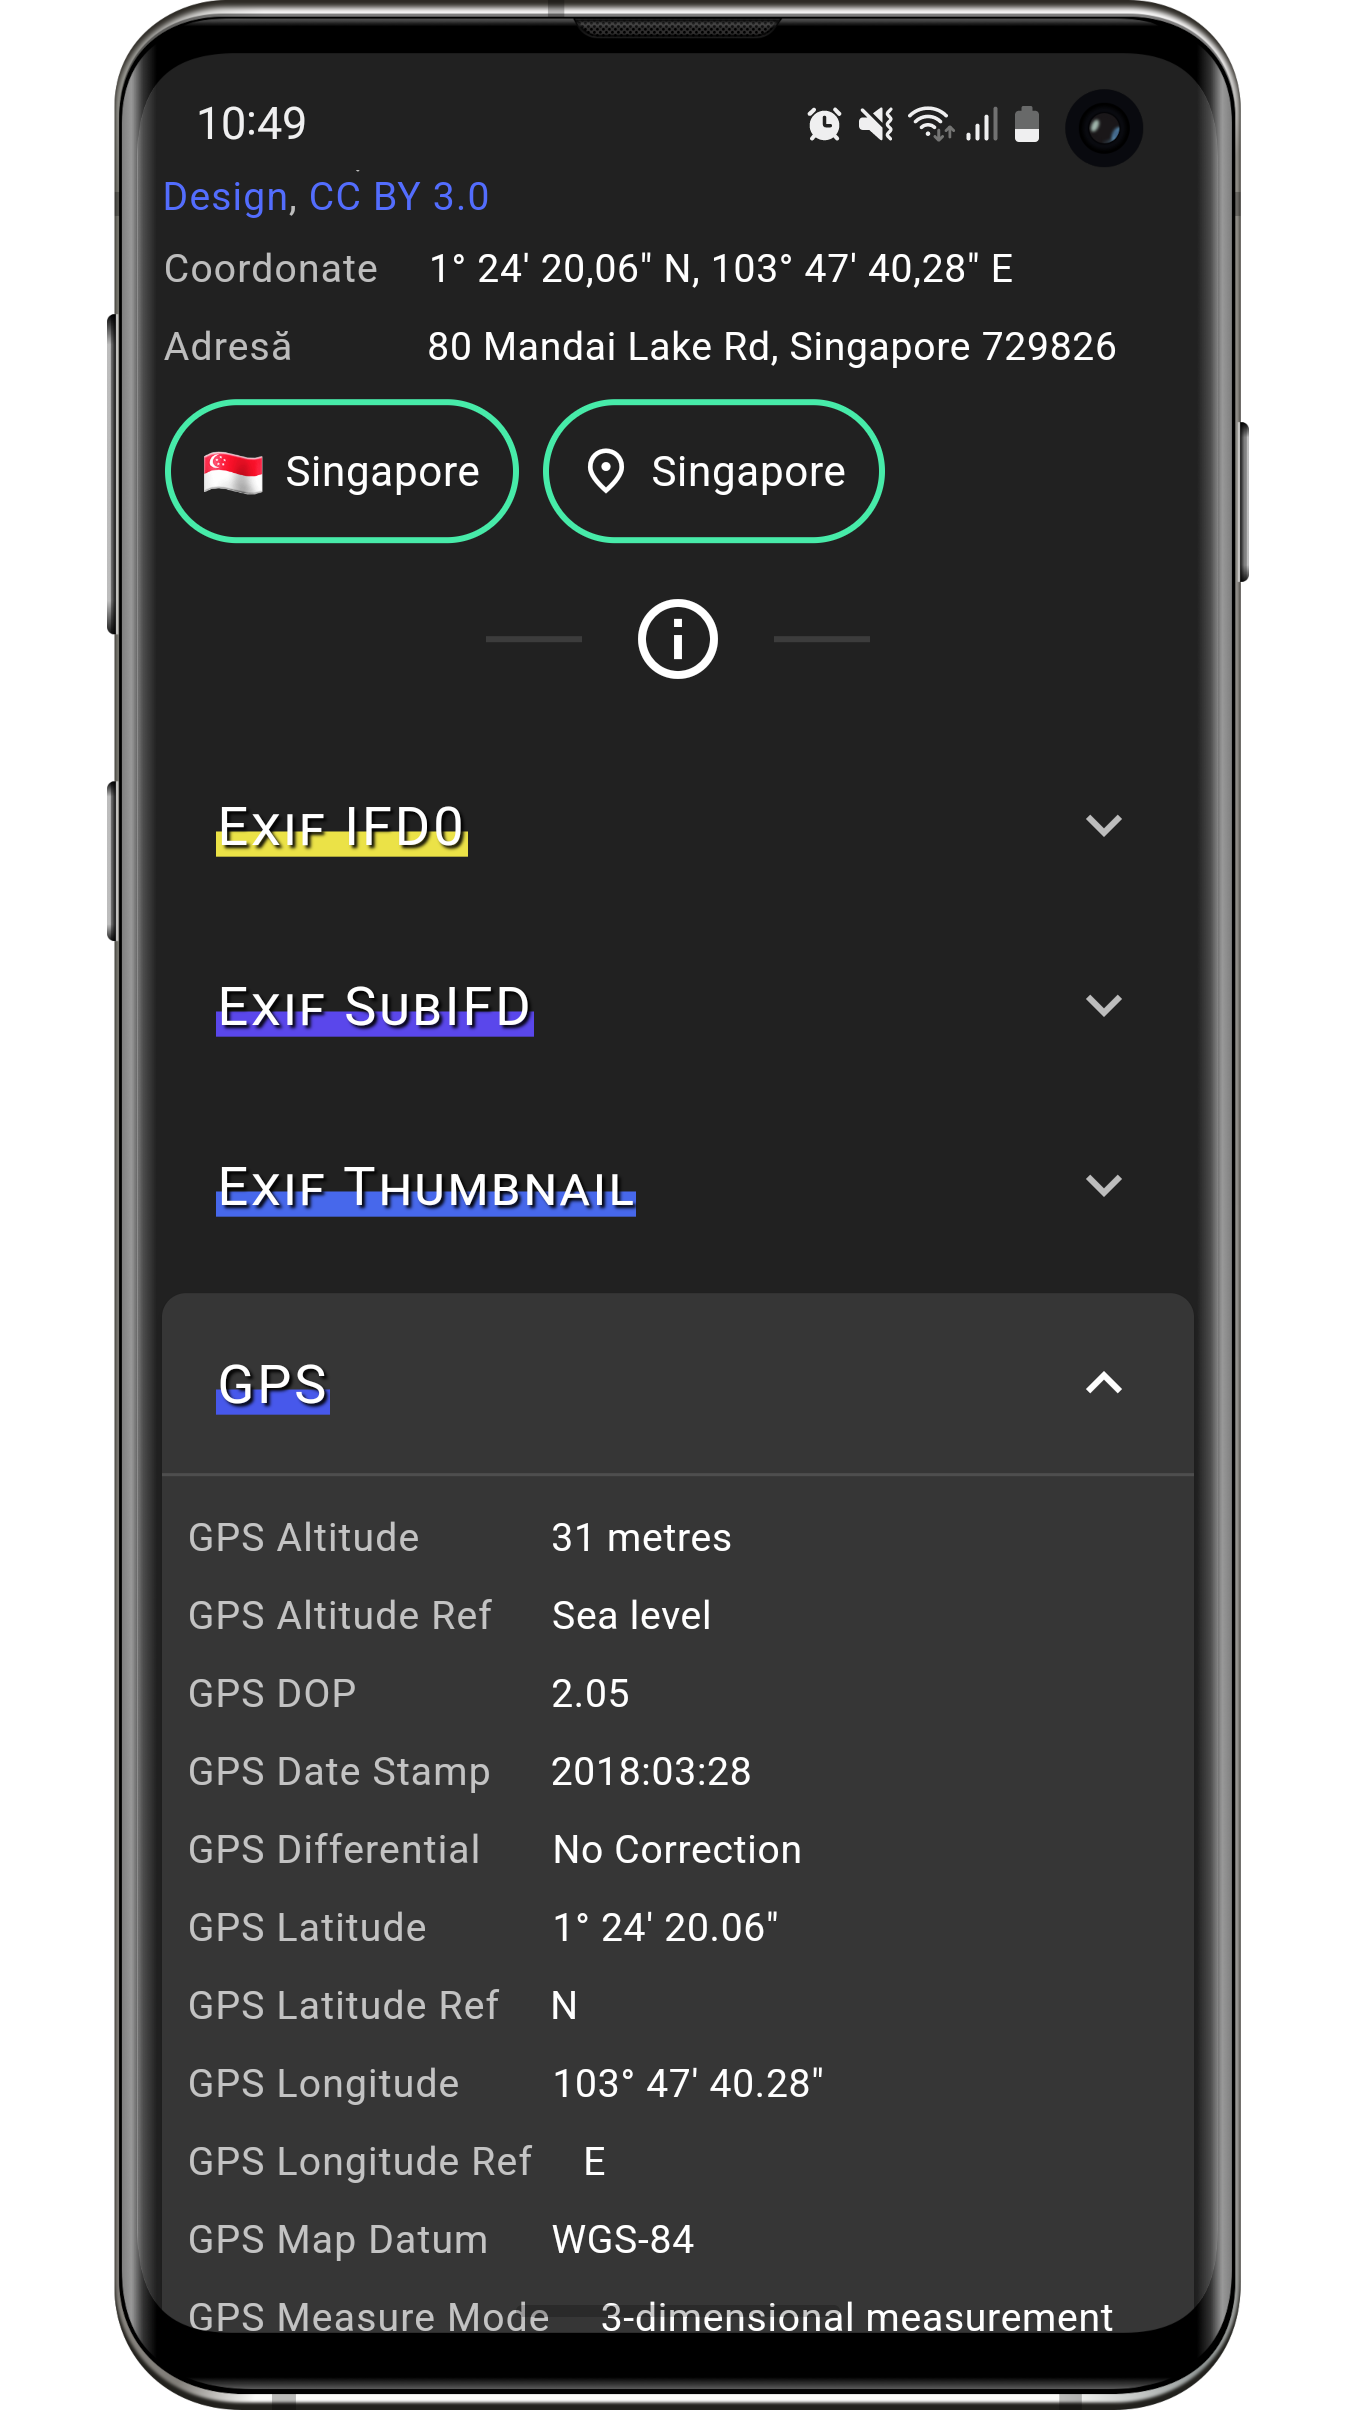 10:49
Design, CC BY 3.0
Coordonate 1° 24' 20,06" N, 103° 47' 40,28" E
Adresă 80 Mandai Lake Rd, Singapore 729826
Singapore Singapore
Exif IFD0
Exif SubIFD
Exif Thumbnail
GPS
GPS Altitude 31 metres
GPS Altitude Ref Sea level
GPS DOP 2.05
GPS Date Stamp 2018:03:28
GPS Differential No Correction
GPS Latitude 1° 24' 20.06"
GPS Latitude Ref N
GPS Longitude 103° 47' 40.28"
GPS Longitude Ref E
GPS Map Datum WGS-84
GPS Measure Mode 3-dimensional measurement